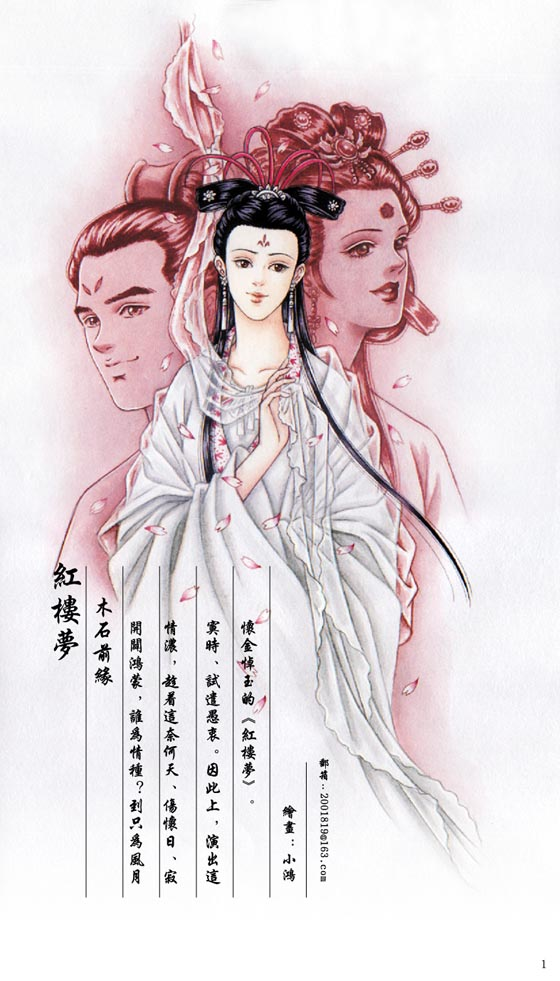 紅樓夢
木石前緣
開闢鴻蒙，誰爲情種？到只爲風月
情濃，趁着這奈何天、傷懷日、寂
寞時、試遣愚衷。因此上，演出這
懷金悼玉的《紅樓夢》。
繪畫：小鴻
郵箱：2001819@163.com
1